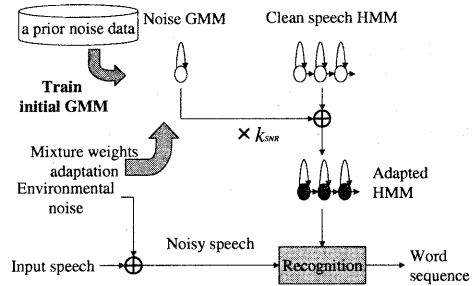 Noise GMM
Clean speech HMM
a prior noise data
Train
initial GMM
× k_SNR
Mixture weights
adaptation
Environmental
noise
Adapted
HMM
Noisy speech
Input speech
Recognition
Word
sequence